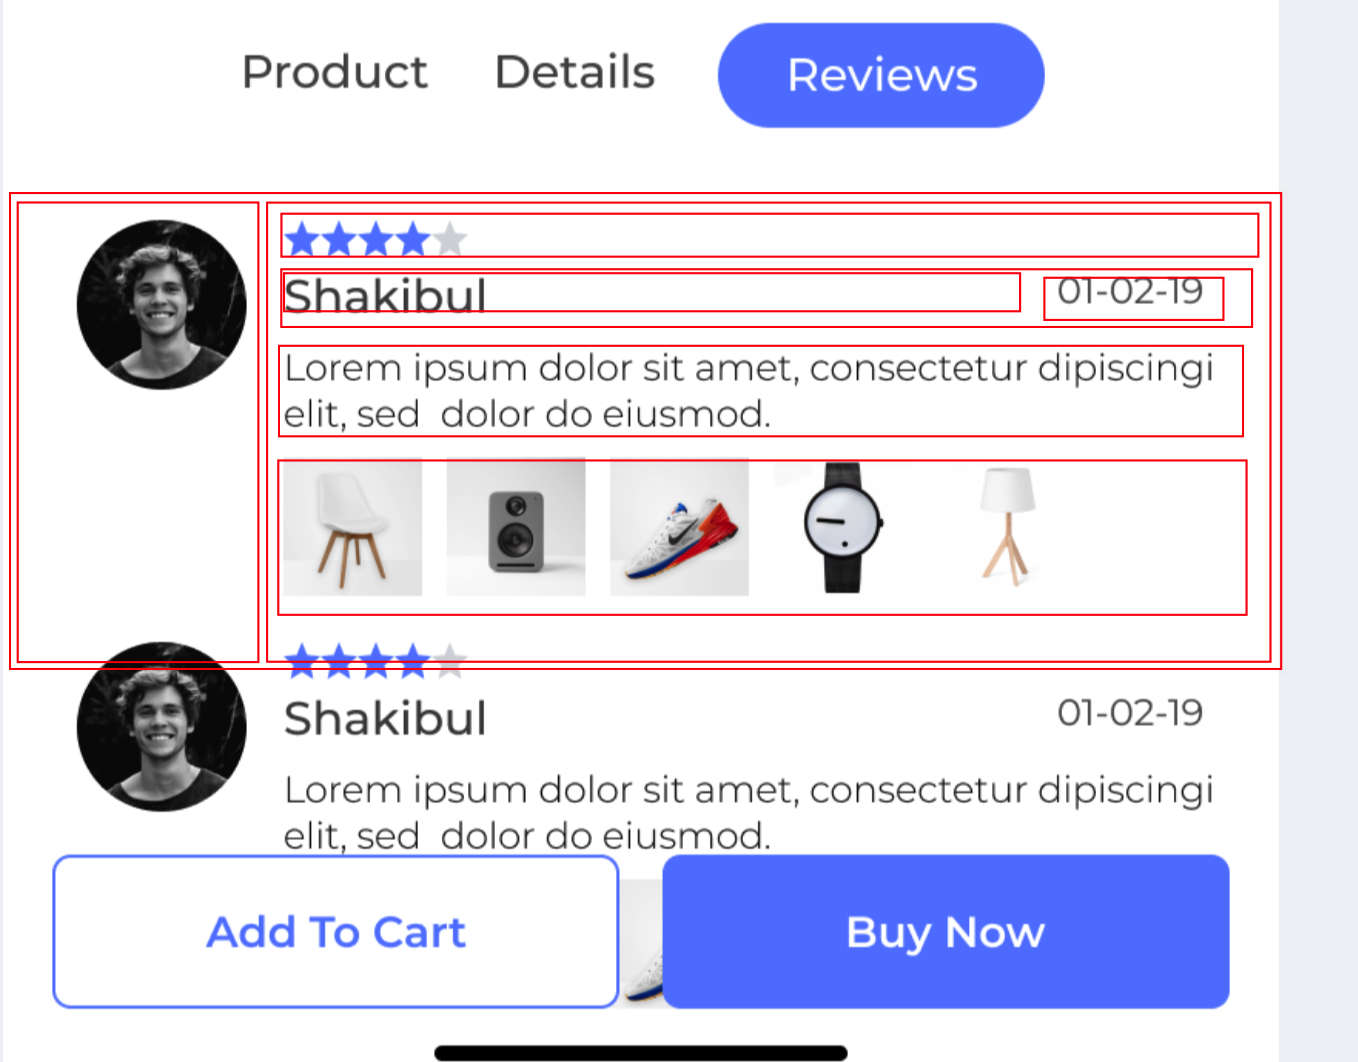 Product Details Reviews
Shakibul 01-02-19
Lorem ipsum dolor sit amet, consectetur dipiscingi
elit, sed  dolor do eiusmod.
Shakibul 01-02-19
Lorem ipsum dolor sit amet, consectetur dipiscingi
elit, sed  dolor do eiusmod.
Add To Cart Buy Now